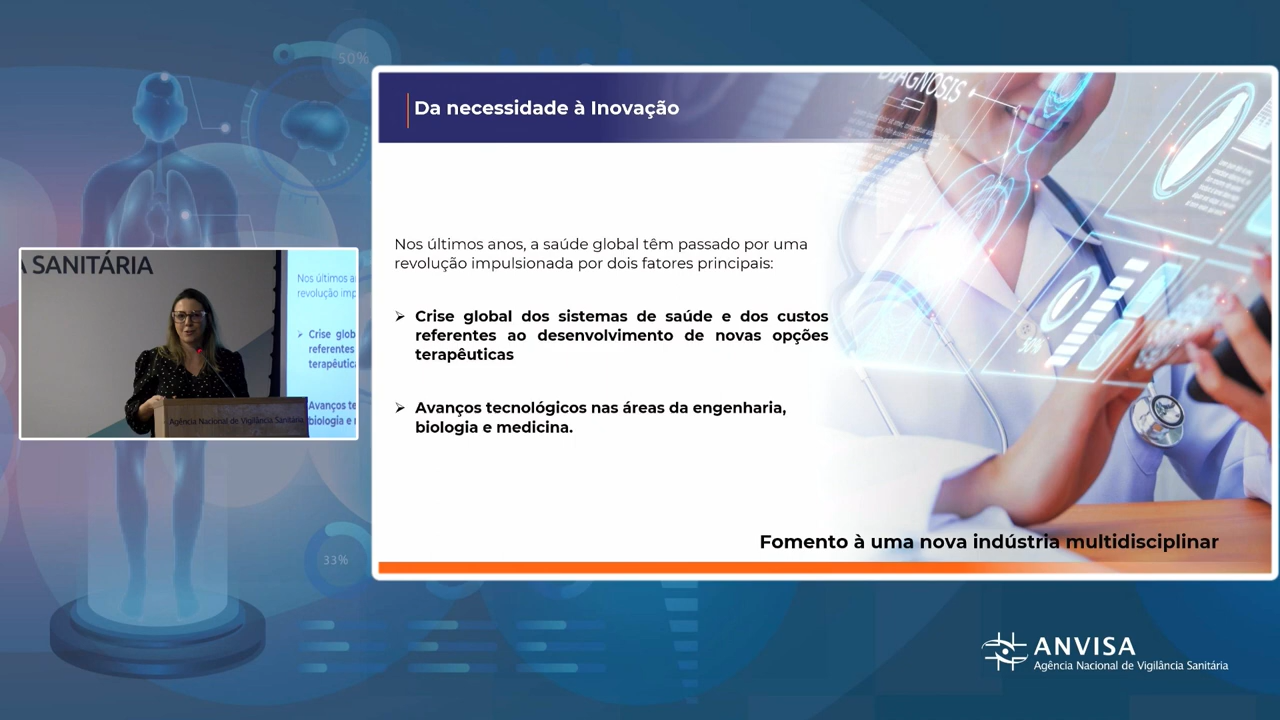 50%
DIAGNOSIS
Da necessidade à Inovação
Nos últimos anos, a saúde global têm passado por uma
revolução impulsionada por dois fatores principais:
➢ Crise global dos sistemas de saúde e dos custos
referentes ao desenvolvimento de novas opções
terapêuticas
➢ Avanços tecnológicos nas áreas da engenharia,
biologia e medicina.
Fomento à uma nova indústria multidisciplinar
A SANITÁRIA
Nos últimos a
revolução imp
➢ Crise glob
referentes
terapêutica
Avanços te
biologia e
Agência Nacional de Vigilância Sanitária
33%
ANVISA
Agência Nacional de Vigilância Sanitária